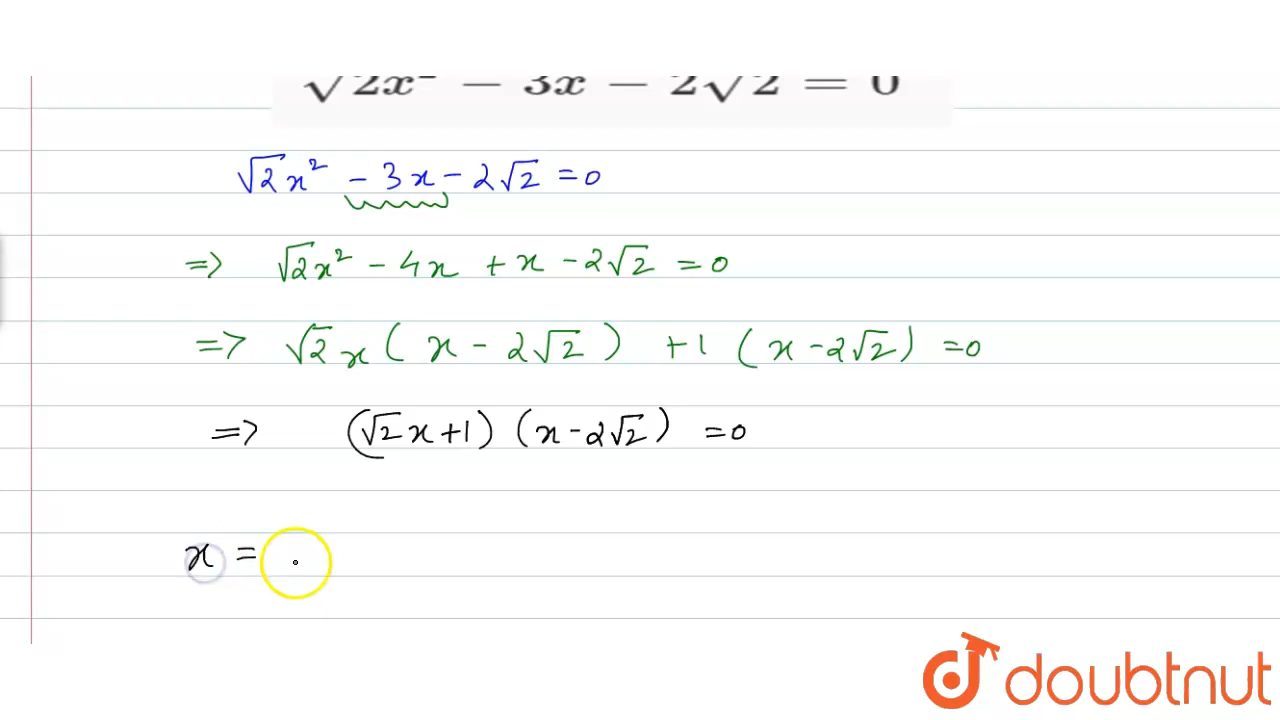 √2x² − 3x − 2√2 = 0
√2x² − 3x − 2√2 = 0
=> √2x² − 4x + x − 2√2 = 0
=> √2x(x − 2√2) + 1(x − 2√2) = 0
=> (√2x+1)(x−2√2) = 0
x = .
doubtnut